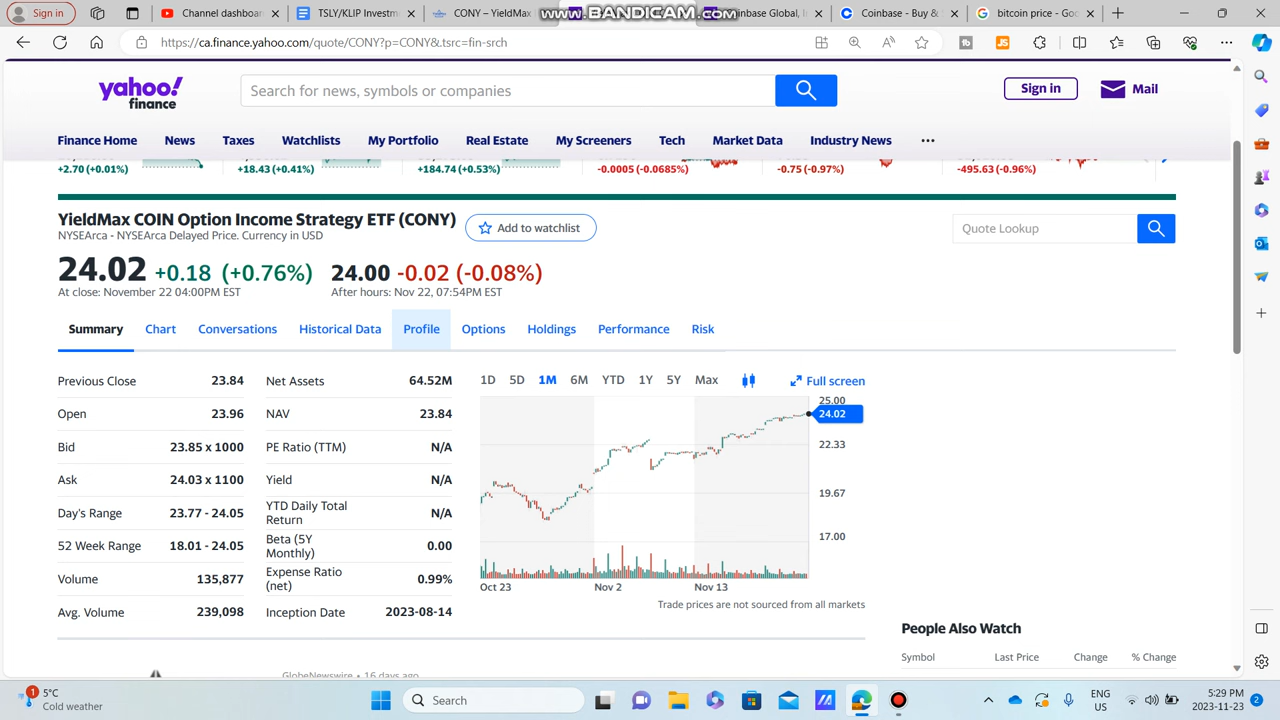 Sign in
Channel dashboard
TSLY/KLIP Investm
CONY – YieldMax
WWW.BANDICAM.COM
nbase Global, I
Coinbase - Buy &
bitcoin price - Goo
https://ca.finance.yahoo.com/quote/CONY?p=CONY&.tsrc=fin-srch
yahoo!
finance
Search for news, symbols or companies
Sign in
Mail
Finance Home
News
Taxes
Watchlists
My Portfolio
Real Estate
My Screeners
Tech
Market Data
Industry News
+2.70 (+0.01%)
+18.43 (+0.41%)
+184.74 (+0.53%)
-0.0005 (-0.0685%)
-0.75 (-0.97%)
-495.63 (-0.96%)
YieldMax COIN Option Income Strategy ETF (CONY)
NYSEArca - NYSEArca Delayed Price. Currency in USD
Add to watchlist
Quote Lookup
24.02 +0.18 (+0.76%)
At close: November 22 04:00PM EST
24.00 -0.02 (-0.08%)
After hours: Nov 22, 07:54PM EST
Summary
Chart
Conversations
Historical Data
Profile
Options
Holdings
Performance
Risk
Previous Close 23.84
Open 23.96
Bid 23.85 x 1000
Ask 24.03 x 1100
Day's Range 23.77 - 24.05
52 Week Range 18.01 - 24.05
Volume 135,877
Avg. Volume 239,098
Net Assets 64.52M
NAV 23.84
PE Ratio (TTM) N/A
Yield N/A
YTD Daily Total
Return N/A
Beta (5Y
Monthly) 0.00
Expense Ratio
(net) 0.99%
Inception Date 2023-08-14
1D 5D 1M 6M YTD 1Y 5Y Max
Full screen
25.00
24.02
22.33
19.67
17.00
Oct 23
Nov 2
Nov 13
Trade prices are not sourced from all markets
People Also Watch
Symbol Last Price Change % Change
GlobeNewswire • 16 days ago
1
5°C
Cold weather
Search
ENG
US
5:29 PM
2023-11-23
2